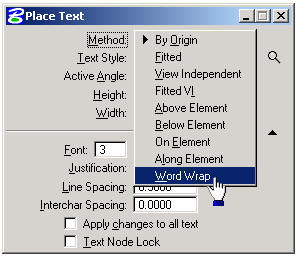 Place Text
Method:
By Origin
Fitted
View Independent
Fitted VI
Above Element
Below Element
On Element
Along Element
Word Wrap
Text Style:
Active Angle:
Height:
Width:
Font: 3
Justification:
Line Spacing: 0.5000
Interchar Spacing: 0.0000
Apply changes to all text
Text Node Lock